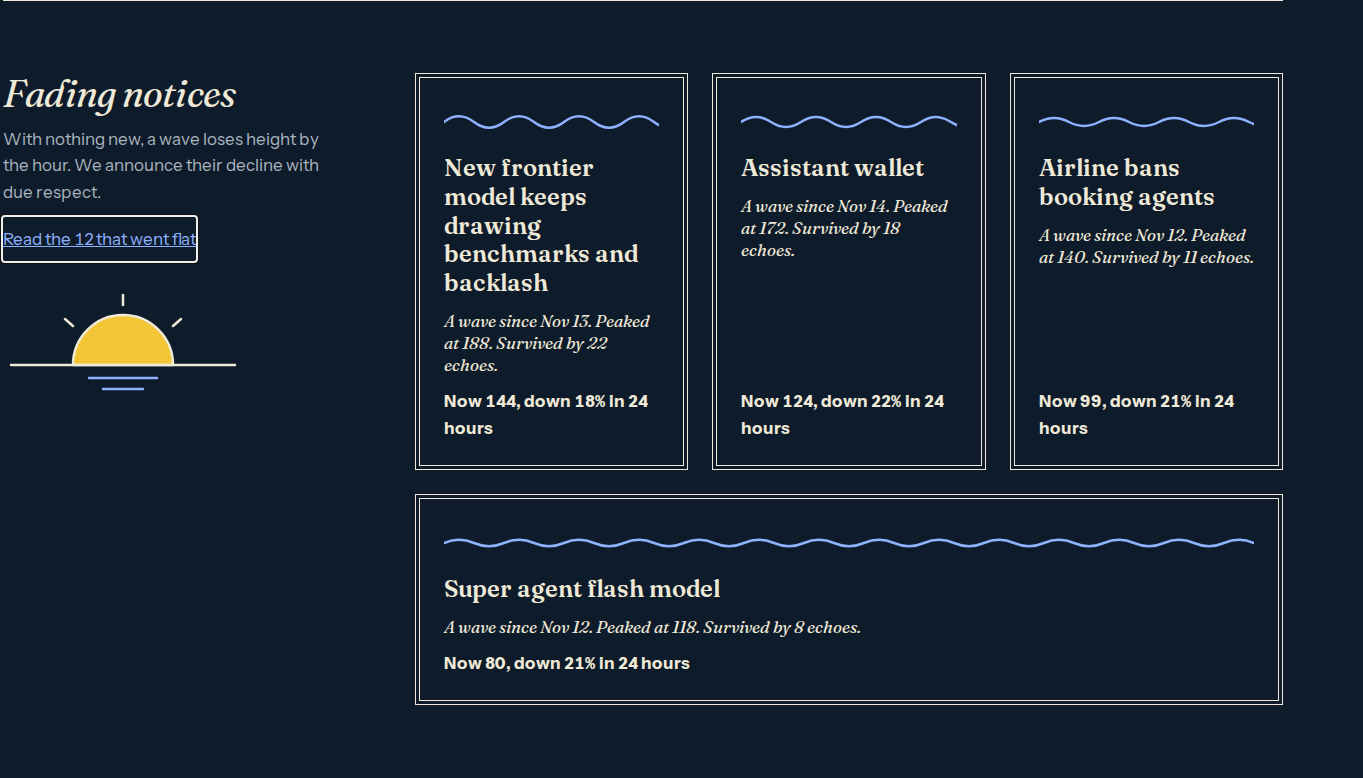 Fading notices
With nothing new, a wave loses height by
the hour. We announce their decline with
due respect.
Read the 12 that went flat
New frontier
model keeps
drawing
benchmarks and
backlash
A wave since Nov 13. Peaked
at 188. Survived by 22
echoes.
Now 144, down 18% in 24
hours
Assistant wallet
A wave since Nov 14. Peaked
at 172. Survived by 18
echoes.
Now 124, down 22% in 24
hours
Airline bans
booking agents
A wave since Nov 12. Peaked
at 140. Survived by 11 echoes.
Now 99, down 21% in 24
hours
Super agent flash model
A wave since Nov 12. Peaked at 118. Survived by 8 echoes.
Now 80, down 21% in 24 hours